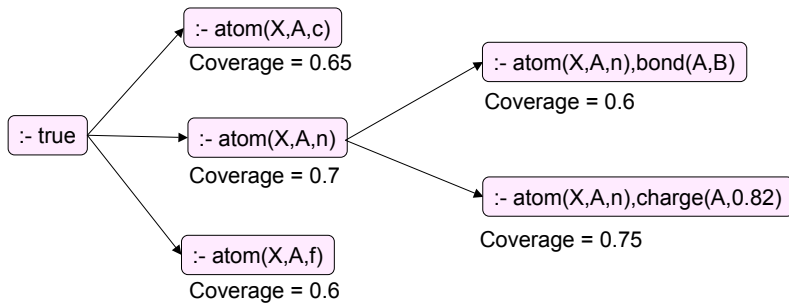 :- true
:- atom(X,A,c)
Coverage = 0.65
:- atom(X,A,n)
Coverage = 0.7
:- atom(X,A,f)
Coverage = 0.6
:- atom(X,A,n),bond(A,B)
Coverage = 0.6
:- atom(X,A,n),charge(A,0.82)
Coverage = 0.75